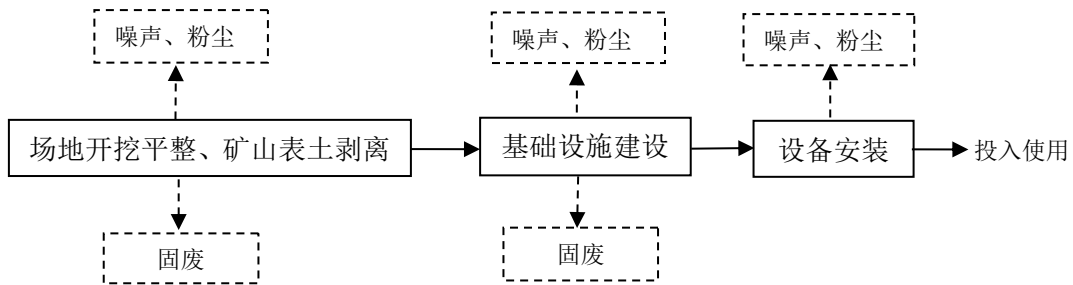 噪声、粉尘
噪声、粉尘
噪声、粉尘
场地开挖平整、矿山表土剥离
基础设施建设
设备安装
投入使用
固废
固废